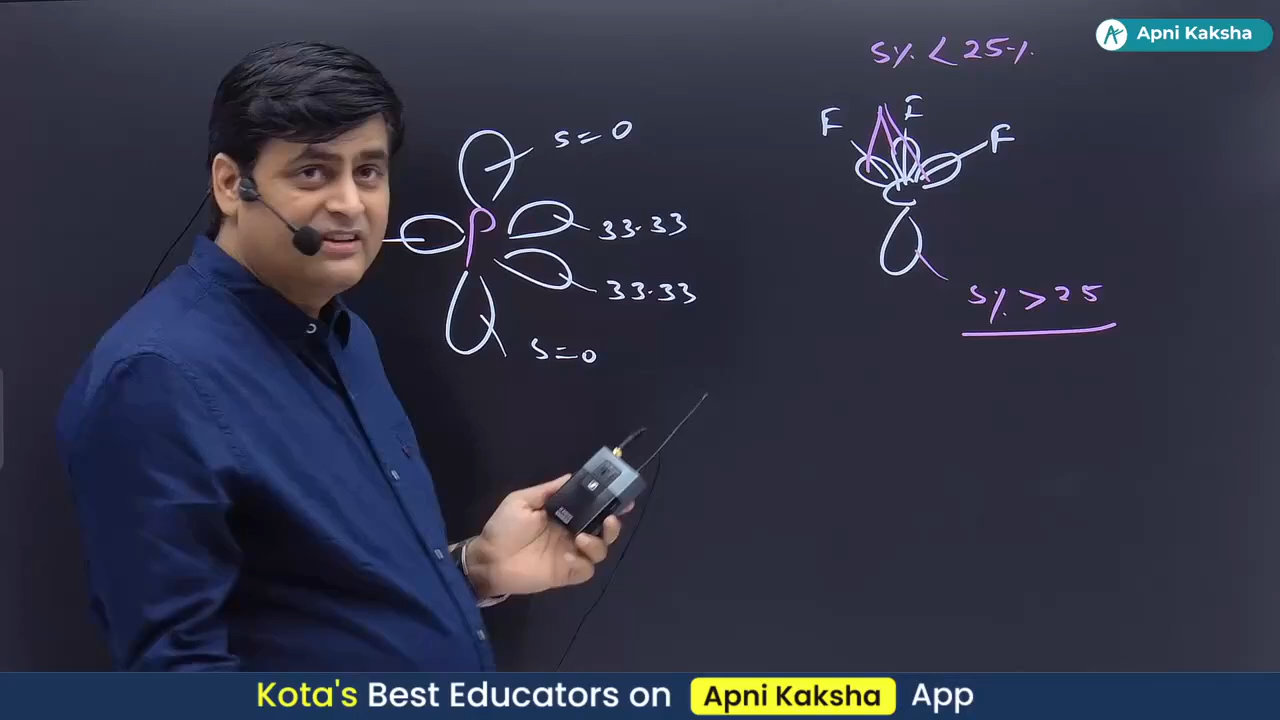 Apni Kaksha
S% < 25%
F F F
C
S% > 25
S = 0
P
33.33
33.33
S = 0
Kota's Best Educators on Apni Kaksha App